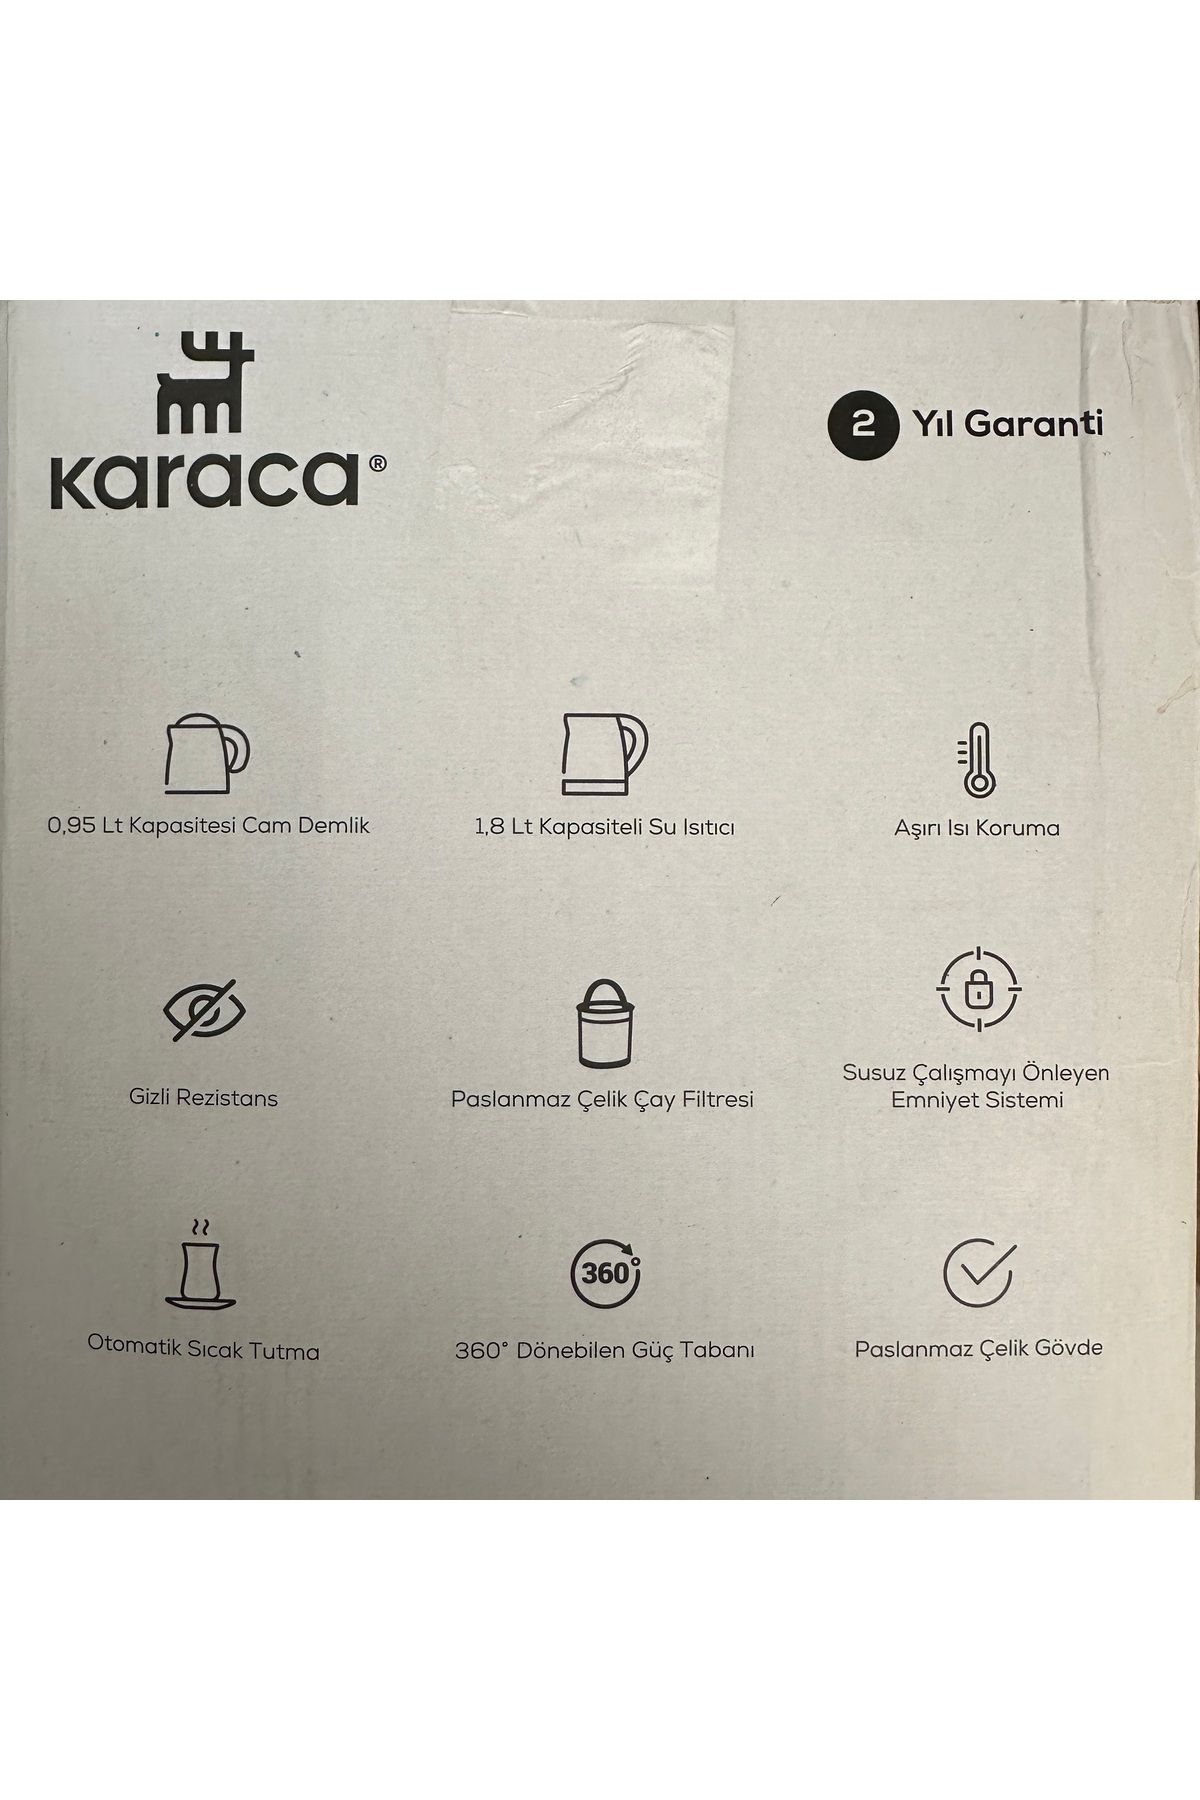 karaca®
2 Yıl Garanti
0,95 Lt Kapasitesi Cam Demlik
1,8 Lt Kapasiteli Su Isıtıcı
Aşırı Isı Koruma
Gizli Rezistans
Paslanmaz Çelik Çay Filtresi
Susuz Çalışmayı Önleyen
Emniyet Sistemi
Otomatik Sıcak Tutma
360°
360° Dönebilen Güç Tabanı
Paslanmaz Çelik Gövde